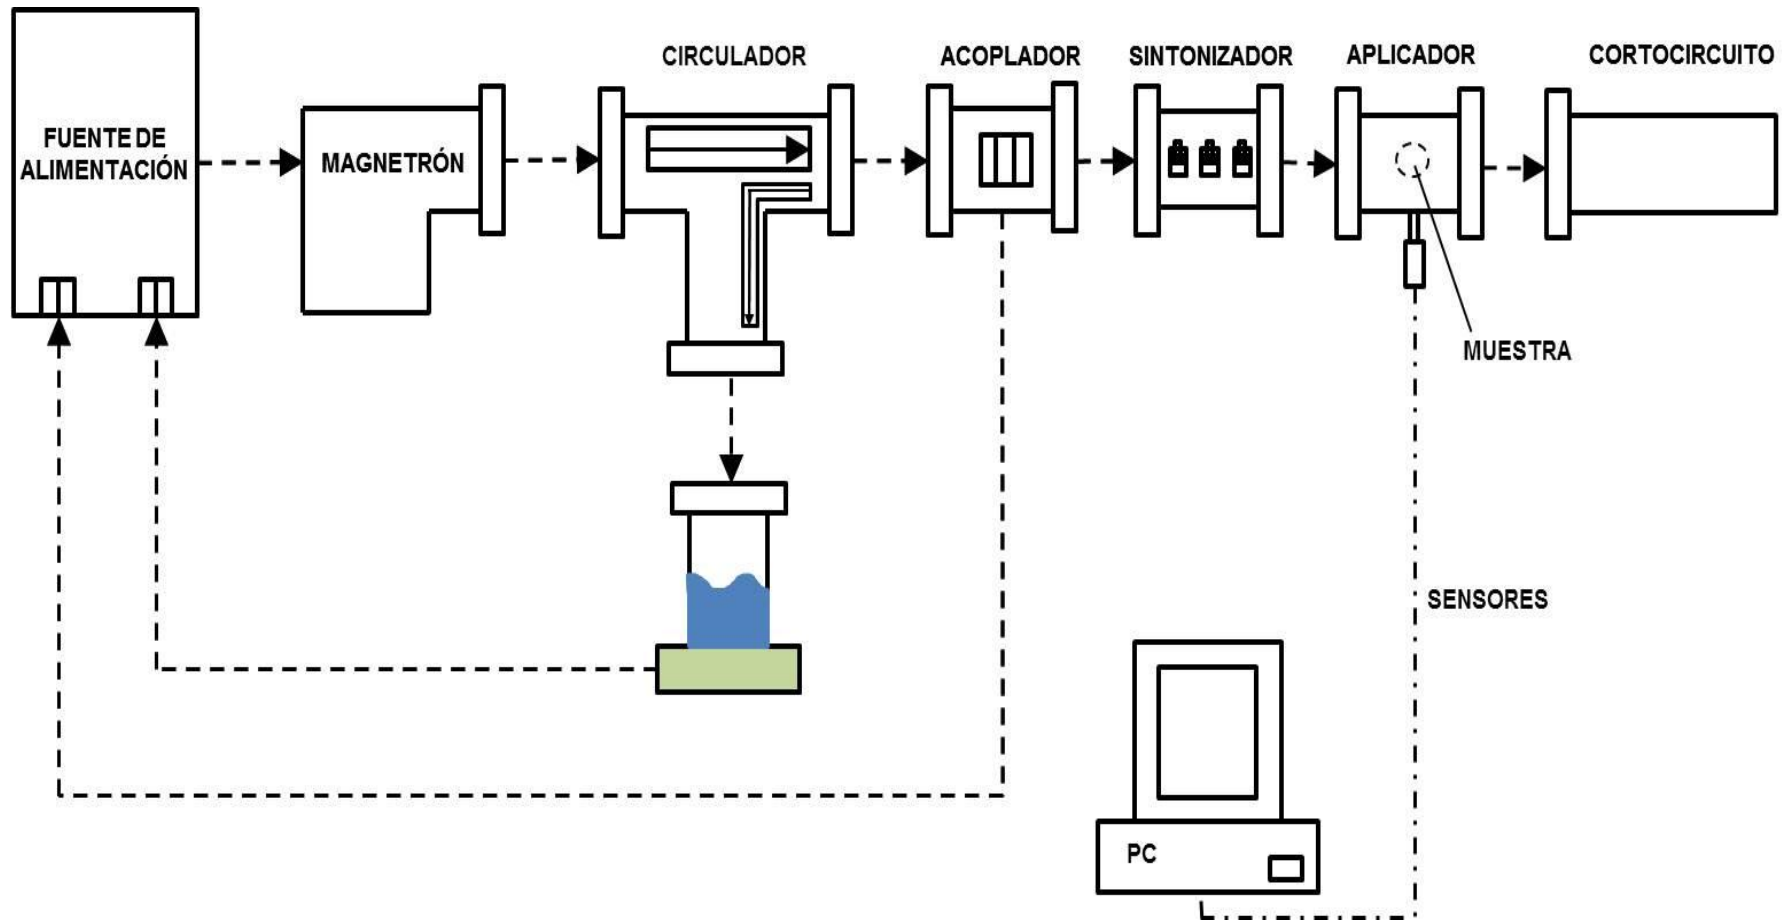 CIRCULADOR
ACOPLADOR
SINTONIZADOR
APLICADOR
CORTOCIRCUITO
FUENTE DE
ALIMENTACIÓN
MAGNETRÓN
MUESTRA
SENSORES
PC